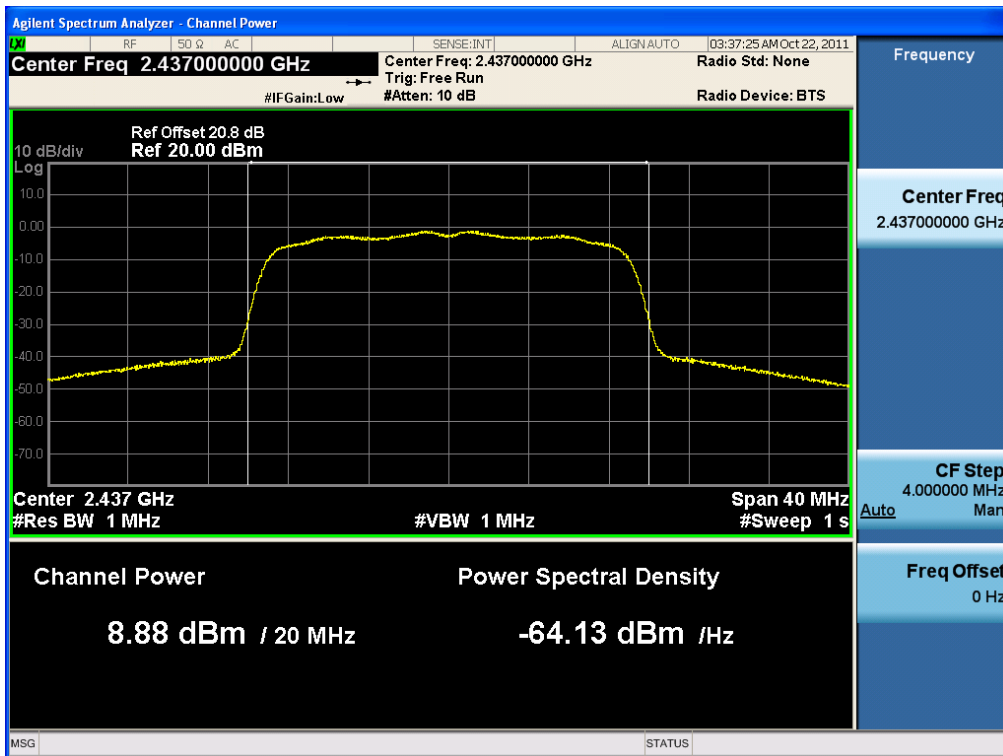 Agilent Spectrum Analyzer - Channel Power
LXI RF 50 Ω AC SENSE:INT ALIGN AUTO 03:37:25 AM Oct 22, 2011
Center Freq 2.437000000 GHz
Center Freq: 2.437000000 GHz
Radio Std: None
Trig: Free Run
#IFGain:Low
#Atten: 10 dB
Radio Device: BTS
Ref Offset 20.8 dB
10 dB/div Ref 20.00 dBm
Log
10.0
0.00
-10.0
-20.0
-30.0
-40.0
-50.0
-60.0
-70.0
Center 2.437 GHz Span 40 MHz
#Res BW 1 MHz #VBW 1 MHz #Sweep 1 s
Channel Power
Power Spectral Density
8.88 dBm / 20 MHz
-64.13 dBm /Hz
Frequency
Center Freq
2.437000000 GHz
CF Step
4.000000 MHz
Auto Man
Freq Offset
0 Hz
MSG STATUS